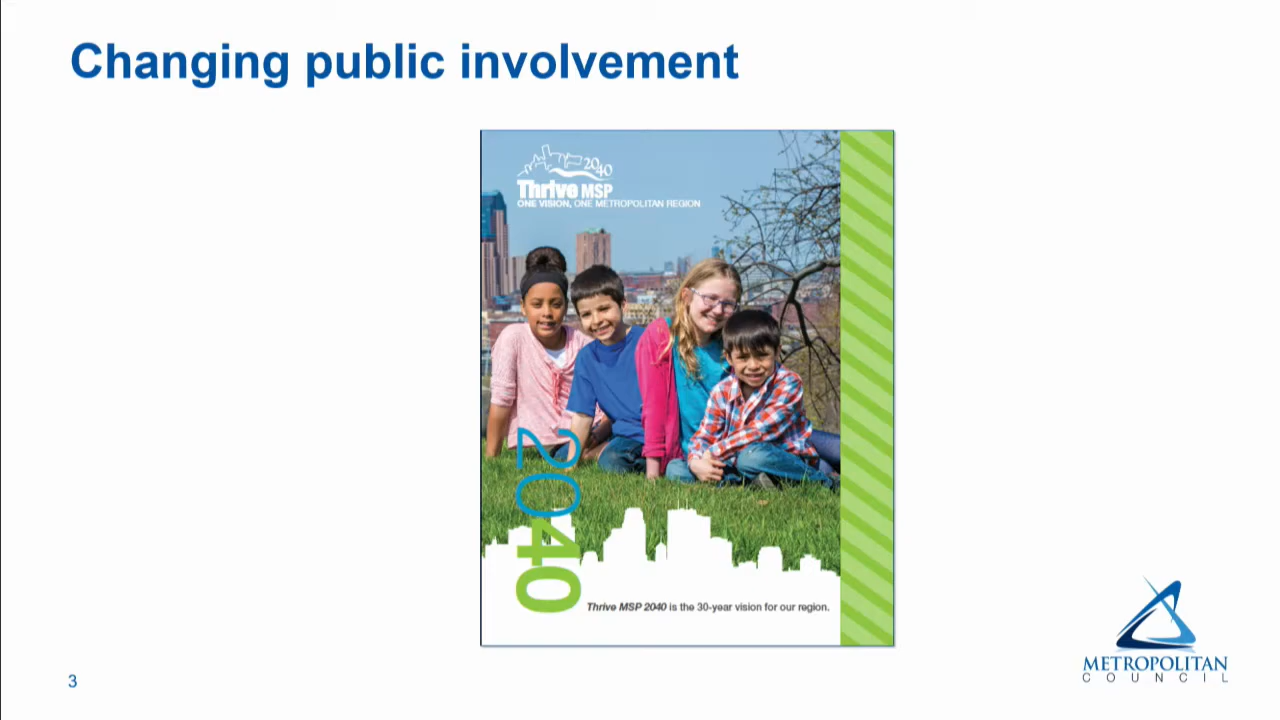 Changing public involvement
2040
Thrive MSP
ONE VISION, ONE METROPOLITAN REGION
2040
Thrive MSP 2040 is the 30-year vision for our region.
METROPOLITAN
COUNCIL
3